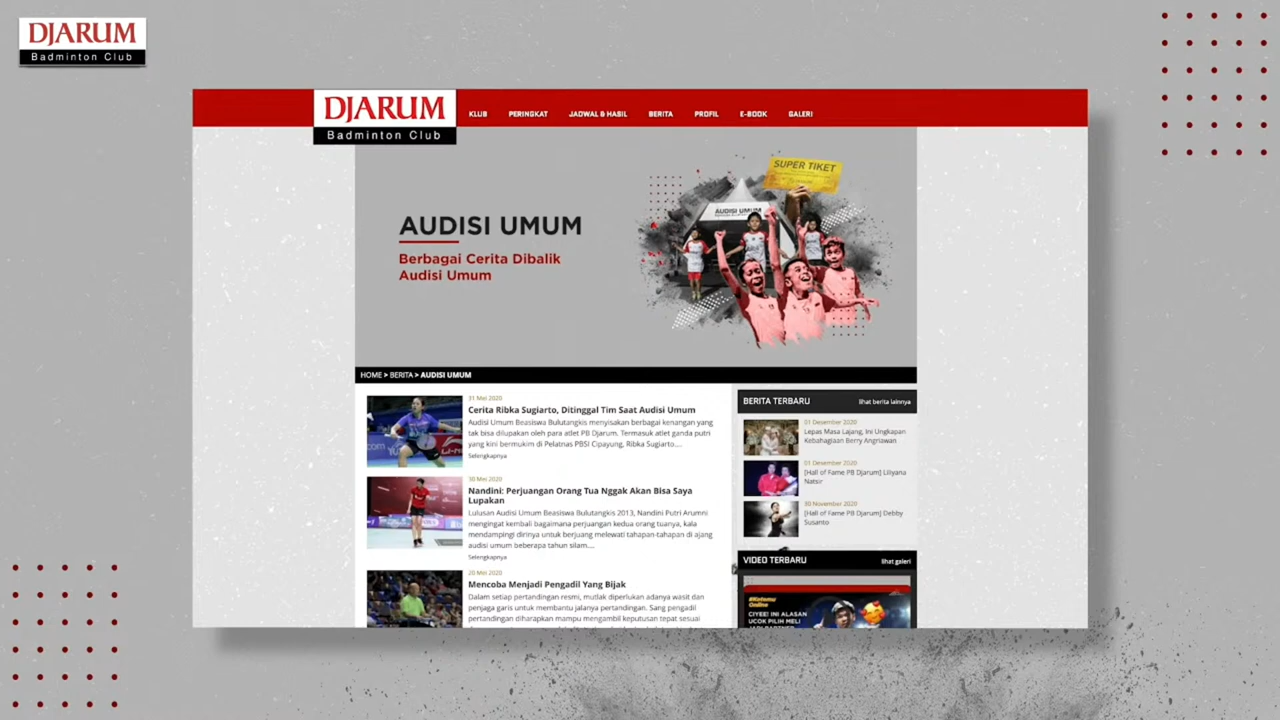 DJARUM
Badminton Club
DJARUM
Badminton Club
KLUB PERINGKAT JADWAL & HASIL BERITA PROFIL E-BOOK GALERI
SUPER TIKET
AUDISI UMUM
AUDISI UMUM
Berbagai Cerita Dibalik
Audisi Umum
HOME > BERITA > AUDISI UMUM
31 Mei 2020
Cerita Ribka Sugiarto, Ditinggal Tim Saat Audisi Umum
Audisi Umum Beasiswa Bulutangkis menyisakan berbagai kenangan yang
tak bisa dilupakan oleh para atlet PB Djarum. Termasuk atlet ganda putri
yang kini bermukim di Pelatnas PBSI Cipayung, Ribka Sugiarto....
Selengkapnya
30 Mei 2020
Nandini: Perjuangan Orang Tua Nggak Akan Bisa Saya
Lupakan
Lulusan Audisi Umum Beasiswa Bulutangkis 2013, Nandini Putri Arumni
mengingat kembali bagaimana perjuangan kedua orang tuanya, kala
mendampingi dirinya untuk berjuang melewati tahapan-tahapan di ajang
audisi umum beberapa tahun silam....
Selengkapnya
20 Mei 2020
Mencoba Menjadi Pengadil Yang Bijak
Dalam setiap pertandingan resmi, mutlak diperlukan adanya wasit dan
penjaga garis untuk membantu jalanya pertandingan. Sang pengadil
pertandingan diharapkan mampu mengambil keputusan tepat sesuai
BERITA TERBARU lihat berita lainnya
01 Desember 2020
Lepas Masa Lajang, Ini Ungkapan
Kebahagiaan Berry Angriawan
01 Desember 2020
[Hall of Fame PB Djarum] Liliyana
Natsir
30 November 2020
[Hall of Fame PB Djarum] Debby
Susanto
VIDEO TERBARU lihat galeri
#Ketemu
Online
CIYEE! INI ALASAN
UCOK PILIH MELI
JADI PARTNER